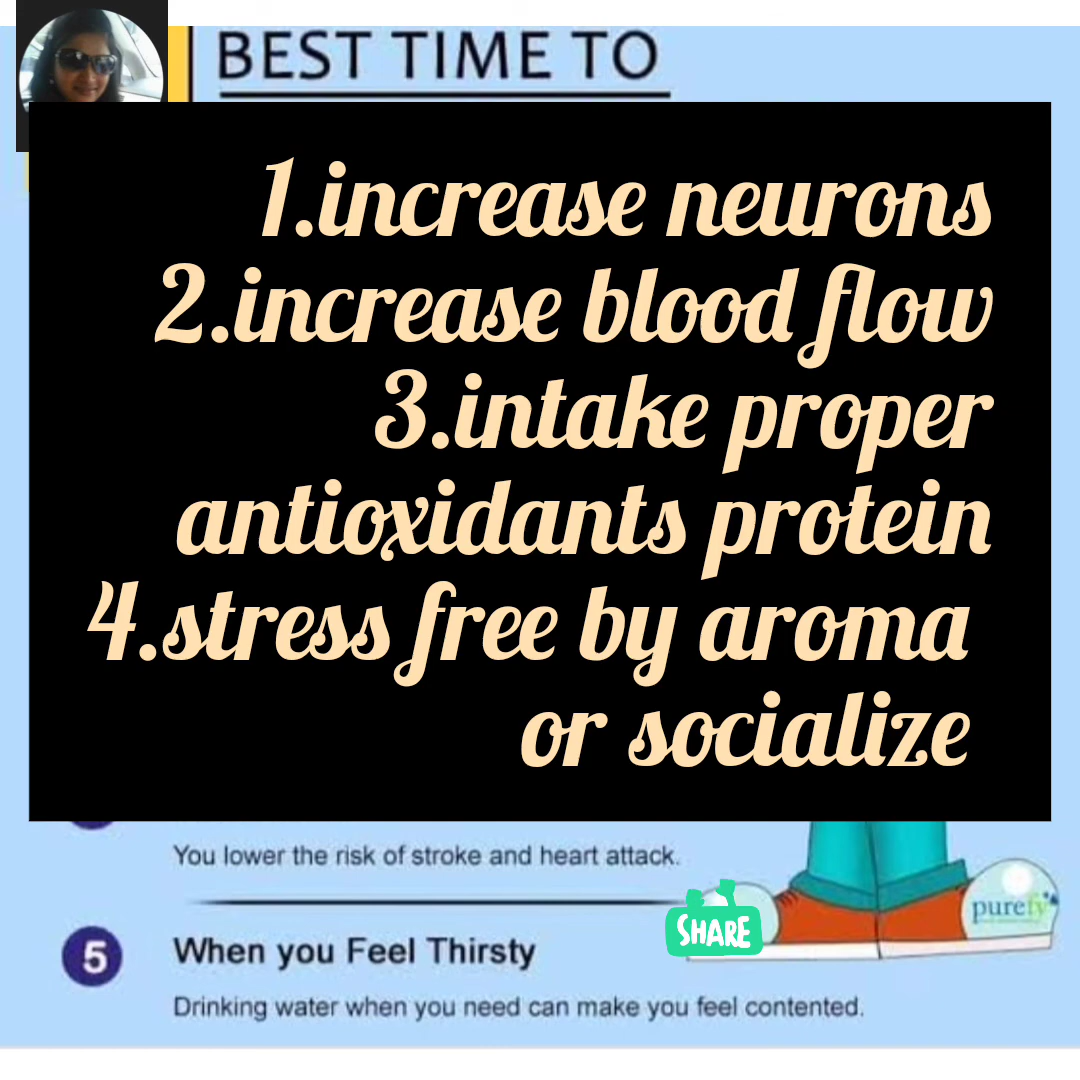 BEST TIME TO
1.increase neurons
2.increase blood flow
3.intake proper
antioxidants protein
4.stress free by aroma
or socialize
You lower the risk of stroke and heart attack.
SHARE
purefy
5 When you Feel Thirsty
Drinking water when you need can make you feel contented.